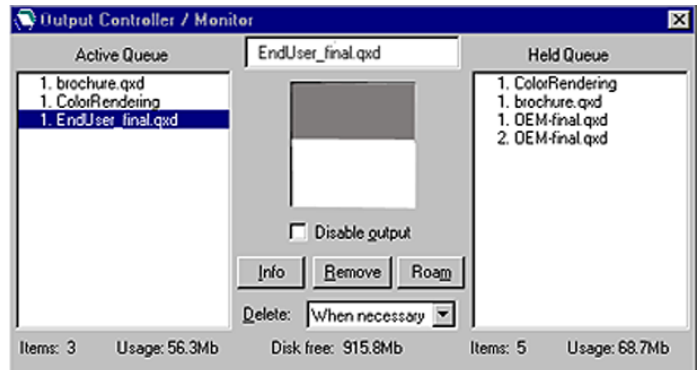 Output Controller / Monitor
Active Queue
EndUser_final.qxd
Held Queue
1. brochure.qxd
1. ColorRendering
1. EndUser_final.qxd
1. ColorRendering
1. brochure.qxd
1. OEM-final.qxd
2. OEM-final.qxd
Disable output
Info Remove Roam
Delete: When necessary
Items: 3 Usage: 56.3Mb Disk free: 915.8Mb Items: 5 Usage: 68.7Mb